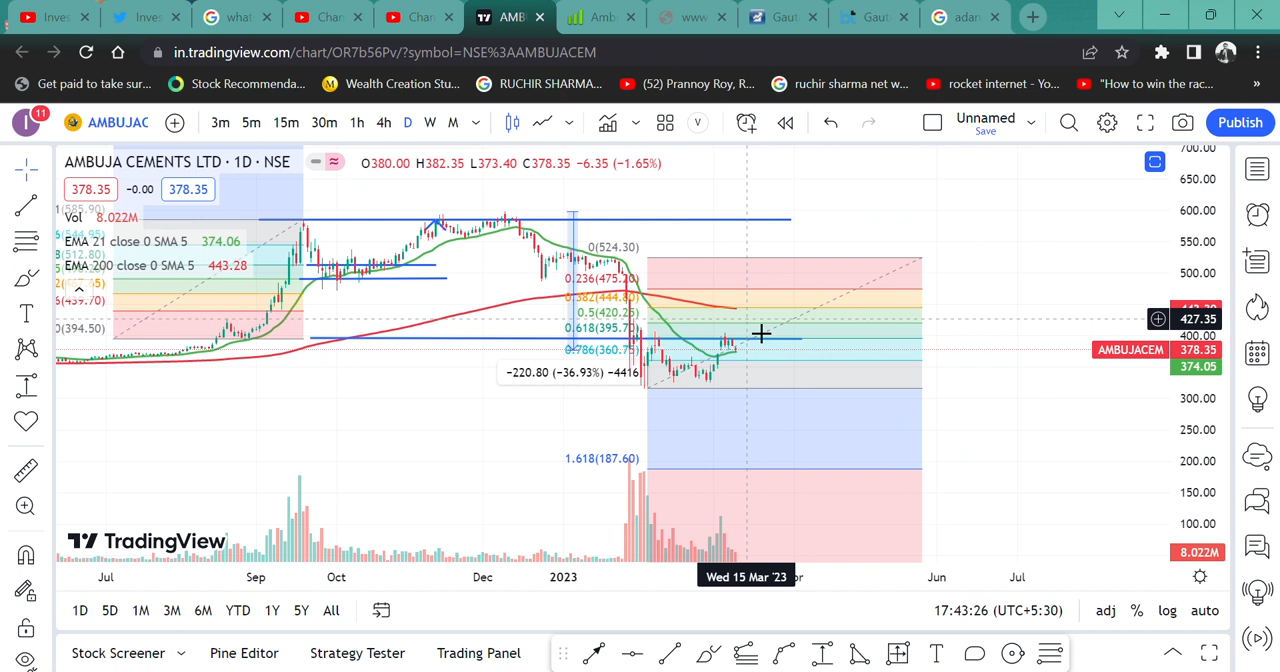 Inves
Inves
what
Chan
Chan
AMB
Amb
www
Gaut
Gaut
adan
in.tradingview.com/chart/OR7b56Pv/?symbol=NSE%3AAMBUJACEM
Get paid to take sur...
Stock Recommenda...
Wealth Creation Stu...
RUCHIR SHARMA...
(52) Prannoy Roy, R...
ruchir sharma net w...
rocket internet - Yo...
"How to win the rac...
»
I
11
AMBUJAC
3m
5m
15m
30m
1h
4h
D
W
M
V
Unnamed
Save
Publish
AMBUJA CEMENTS LTD · 1D · NSE
O380.00 H382.35 L373.40 C378.35 -6.35 (-1.65%)
378.35
-0.00
378.35
Vol 8.022M
EMA 21 close 0 SMA 5 374.06
EMA 200 close 0 SMA 5 443.28
0(394.50)
0(524.30)
0.236(475.20)
0.382(444.80)
0.5(420.25)
0.618(395.70)
0.786(360.75)
-220.80 (-36.93%) -4416
1.618(187.60)
700.00
650.00
600.00
550.00
500.00
427.35
400.00
AMBUJACEM 378.35
374.05
300.00
250.00
200.00
150.00
100.00
8.022M
TradingView
Jul
Sep
Oct
Dec
2023
Wed 15 Mar '23
Jun
Jul
1D
5D
1M
3M
6M
YTD
1Y
5Y
All
17:43:26 (UTC+5:30)
adj
%
log
auto
Stock Screener
Pine Editor
Strategy Tester
Trading Panel